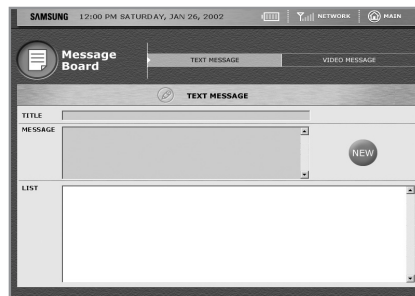 SAMSUNG 12:00 PM SATURDAY, JAN 26, 2002 NETWORK MAIN
Message
Board
TEXT MESSAGE VIDEO MESSAGE
TEXT MESSAGE
TITLE
MESSAGE
NEW
LIST